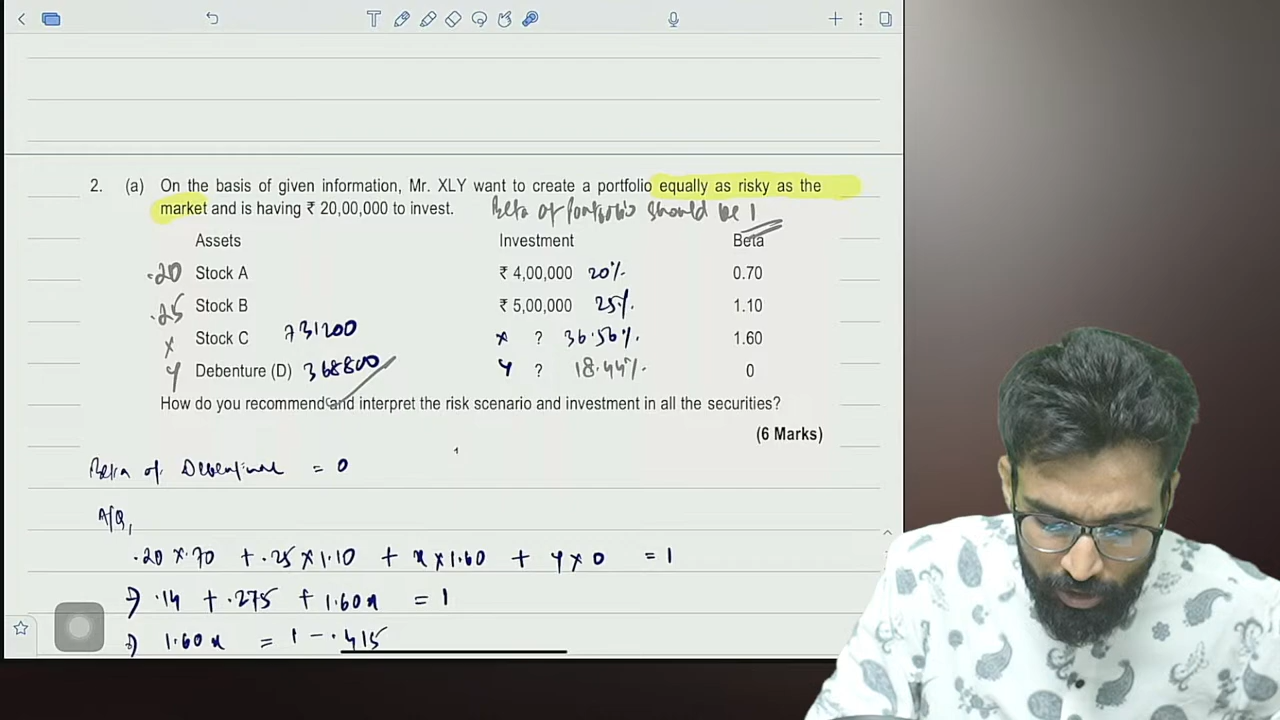 2. (a) On the basis of given information, Mr. XLY want to create a portfolio equally as risky as the
market and is having ₹ 20,00,000 to invest. Beta of portfolio should be 1
Assets Investment Beta
.20 Stock A ₹ 4,00,000 20% 0.70
.25 Stock B ₹ 5,00,000 25% 1.10
x Stock C 731200 x ? 36.56% 1.60
y Debenture (D) 368800 y ? 18.44% 0
How do you recommend and interpret the risk scenario and investment in all the securities?
(6 Marks)
Beta of Debenture = 0
A/Q,
.20 x .70 + .25 x 1.10 + x x 1.60 + y x 0 = 1
⇒ .14 + .275 + 1.60x = 1
⇒ 1.60x = 1 - .415